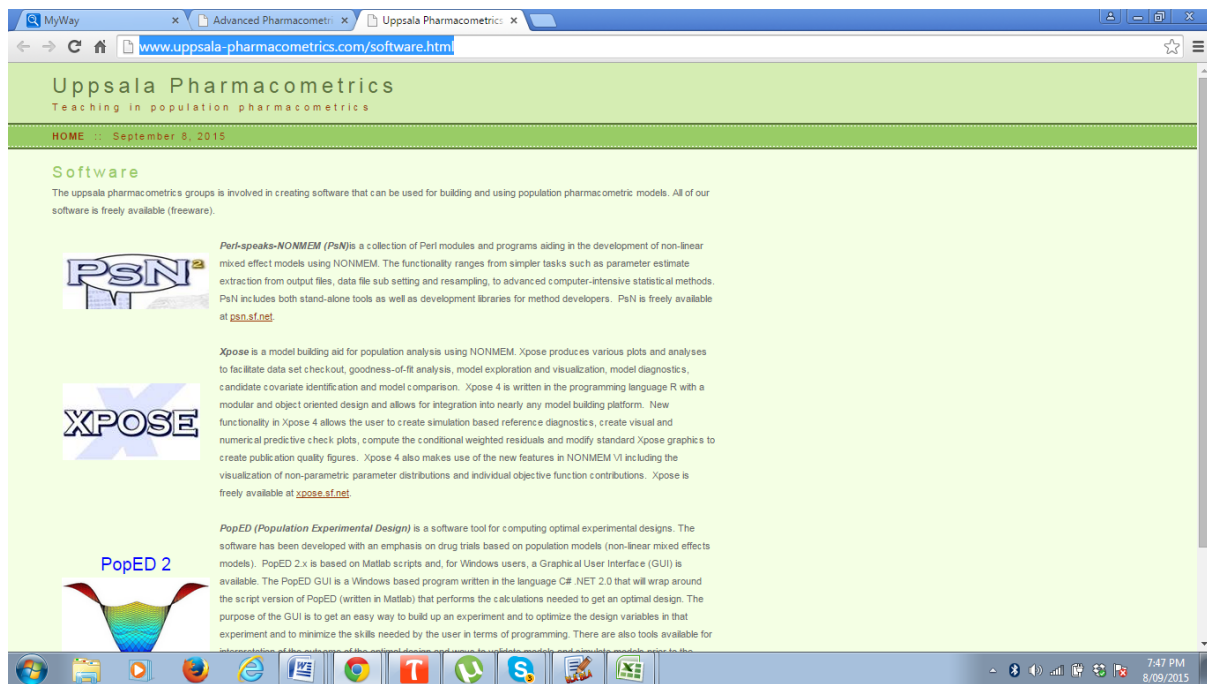 MyWay
Advanced Pharmacometri
Uppsala Pharmacometrics
www.uppsala-pharmacometrics.com/software.html
Uppsala Pharmacometrics
Teaching in population pharmacometrics
HOME :: September 8, 2015
Software
The uppsala pharmacometrics groups is involved in creating software that can be used for building and using population pharmacometric models. All of our
software is freely available (freeware).
PsN2
Perl-speaks-NONMEM (PsN)is a collection of Perl modules and programs aiding in the development of non-linear
mixed effect models using NONMEM. The functionality ranges from simpler tasks such as parameter estimate
extraction from output files, data file sub setting and resampling, to advanced computer-intensive statistical methods.
PsN includes both stand-alone tools as well as development libraries for method developers. PsN is freely available
at psn.sf.net.
XPOSE
Xpose is a model building aid for population analysis using NONMEM. Xpose produces various plots and analyses
to facilitate data set checkout, goodness-of-fit analysis, model exploration and visualization, model diagnostics,
candidate covariate identification and model comparison. Xpose 4 is written in the programming language R with a
modular and object oriented design and allows for integration into nearly any model building platform. New
functionality in Xpose 4 allows the user to create simulation based reference diagnostics, create visual and
numerical predictive check plots, compute the conditional weighted residuals and modify standard Xpose graphics to
create publication quality figures. Xpose 4 also makes use of the new features in NONMEM VI including the
visualization of non-parametric parameter distributions and individual objective function contributions. Xpose is
freely available at xpose.sf.net.
PopED 2
PopED (Population Experimental Design) is a software tool for computing optimal experimental designs. The
software has been developed with an emphasis on drug trials based on population models (non-linear mixed effects
models). PopED 2.x is based on Matlab scripts and, for Windows users, a Graphical User Interface (GUI) is
available. The PopED GUI is a Windows based program written in the language C# .NET 2.0 that will wrap around
the script version of PopED (written in Matlab) that performs the calculations needed to get an optimal design. The
purpose of the GUI is to get an easy way to build up an experiment and to optimize the design variables in that
experiment and to minimize the skills needed by the user in terms of programming. There are also tools available for
interpretation of the outcome of the optimal design and ways to validate models and simulate models prior to the
7:47 PM
8/09/2015